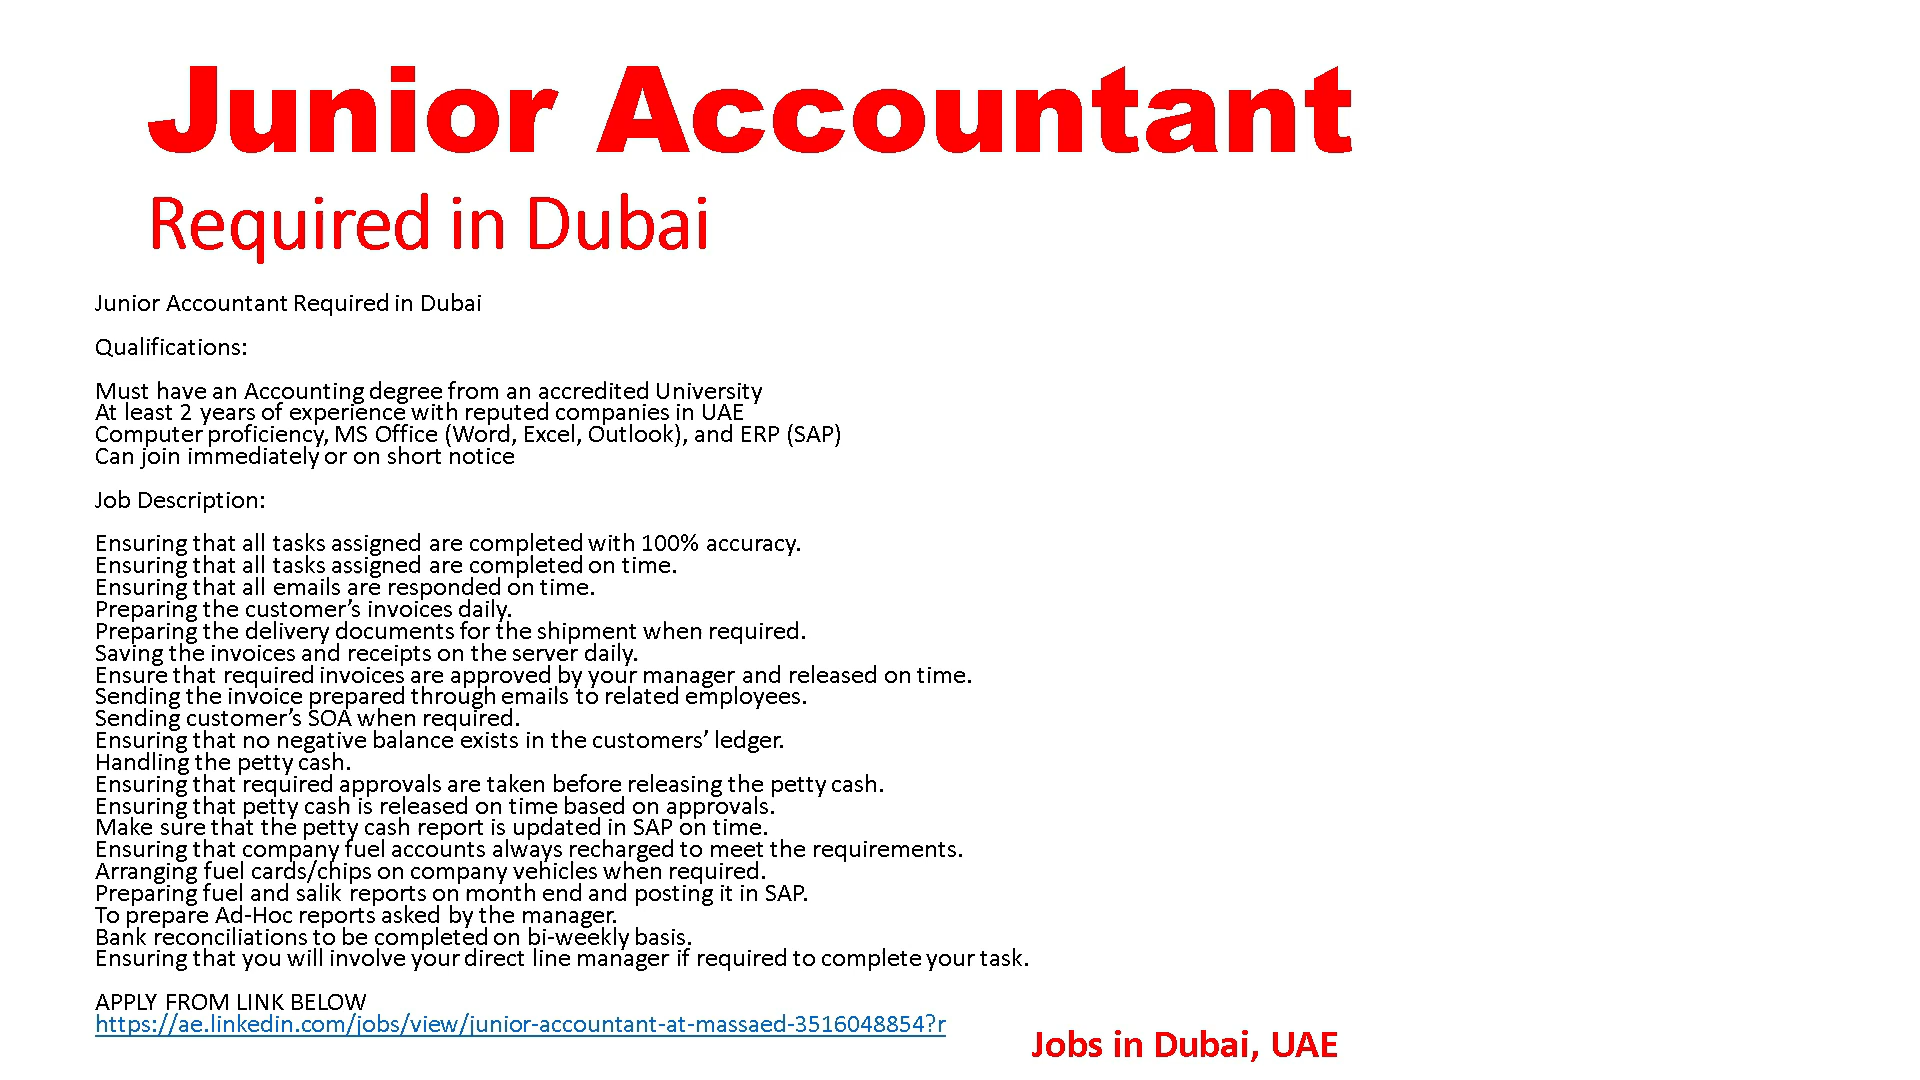 Junior Accountant
Required in Dubai
Junior Accountant Required in Dubai
Qualifications:
Must have an Accounting degree from an accredited University
At least 2 years of experience with reputed companies in UAE
Computer proficiency, MS Office (Word, Excel, Outlook), and ERP (SAP)
Can join immediately or on short notice
Job Description:
Ensuring that all tasks assigned are completed with 100% accuracy.
Ensuring that all tasks assigned are completed on time.
Ensuring that all emails are responded on time.
Preparing the customer’s invoices daily.
Preparing the delivery documents for the shipment when required.
Saving the invoices and receipts on the server daily.
Ensure that required invoices are approved by your manager and released on time.
Sending the invoice prepared through emails to related employees.
Sending customer’s SOA when required.
Ensuring that no negative balance exists in the customers’ ledger.
Handling the petty cash.
Ensuring that required approvals are taken before releasing the petty cash.
Ensuring that petty cash is released on time based on approvals.
Make sure that the petty cash report is updated in SAP on time.
Ensuring that company fuel accounts always recharged to meet the requirements.
Arranging fuel cards/chips on company vehicles when required.
Preparing fuel and salik reports on month end and posting it in SAP.
To prepare Ad-Hoc reports asked by the manager.
Bank reconciliations to be completed on bi-weekly basis.
Ensuring that you will involve your direct line manager if required to complete your task.
APPLY FROM LINK BELOW
https://ae.linkedin.com/jobs/view/junior-accountant-at-massaed-3516048854?r
Jobs in Dubai, UAE